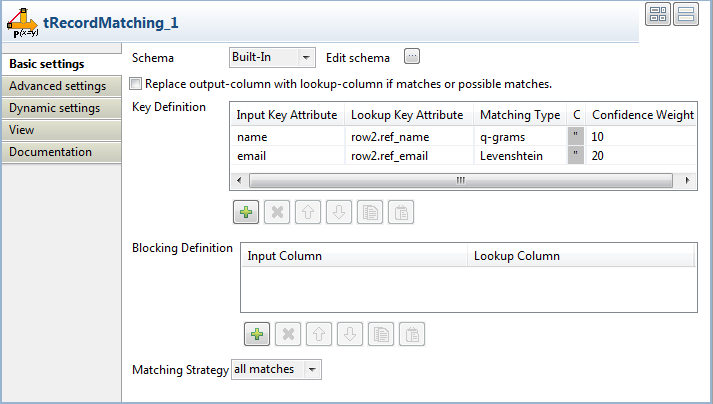 tRecordMatching_1
p(x=y)
Basic settings
Advanced settings
Dynamic settings
View
Documentation
Schema Built-In Edit schema ...
Replace output-column with lookup-column if matches or possible matches.
Key Definition
Input Key Attribute Lookup Key Attribute Matching Type C Confidence Weight
name row2.ref_name q-grams " 10
email row2.ref_email Levenshtein " 20
Blocking Definition
Input Column Lookup Column
Matching Strategy all matches